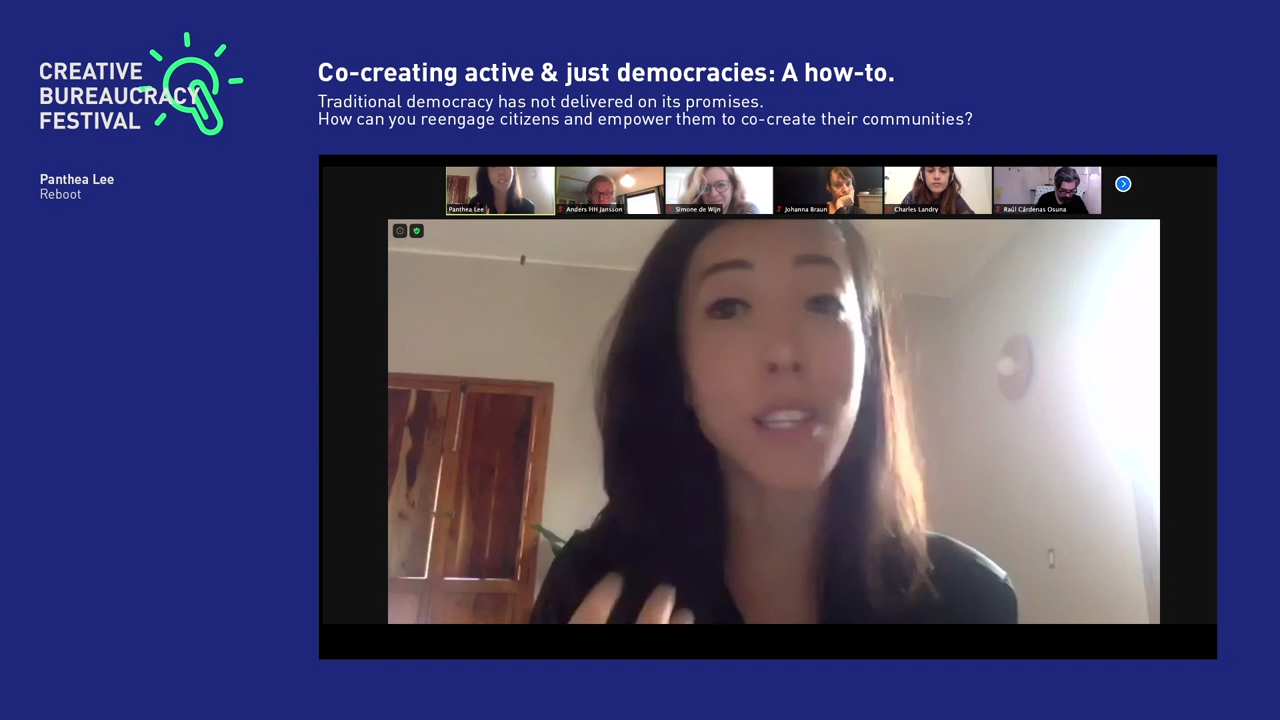 CREATIVE
BUREAUCRACY
FESTIVAL
Panthea Lee
Reboot
Co-creating active & just democracies: A how-to.
Traditional democracy has not delivered on its promises.
How can you reengage citizens and empower them to co-create their communities?
Panthea Lee
Anders HH Jansson
Simone de Wijn
Johanna Braun
Charles Landry
Raúl Cárdenas Osuna